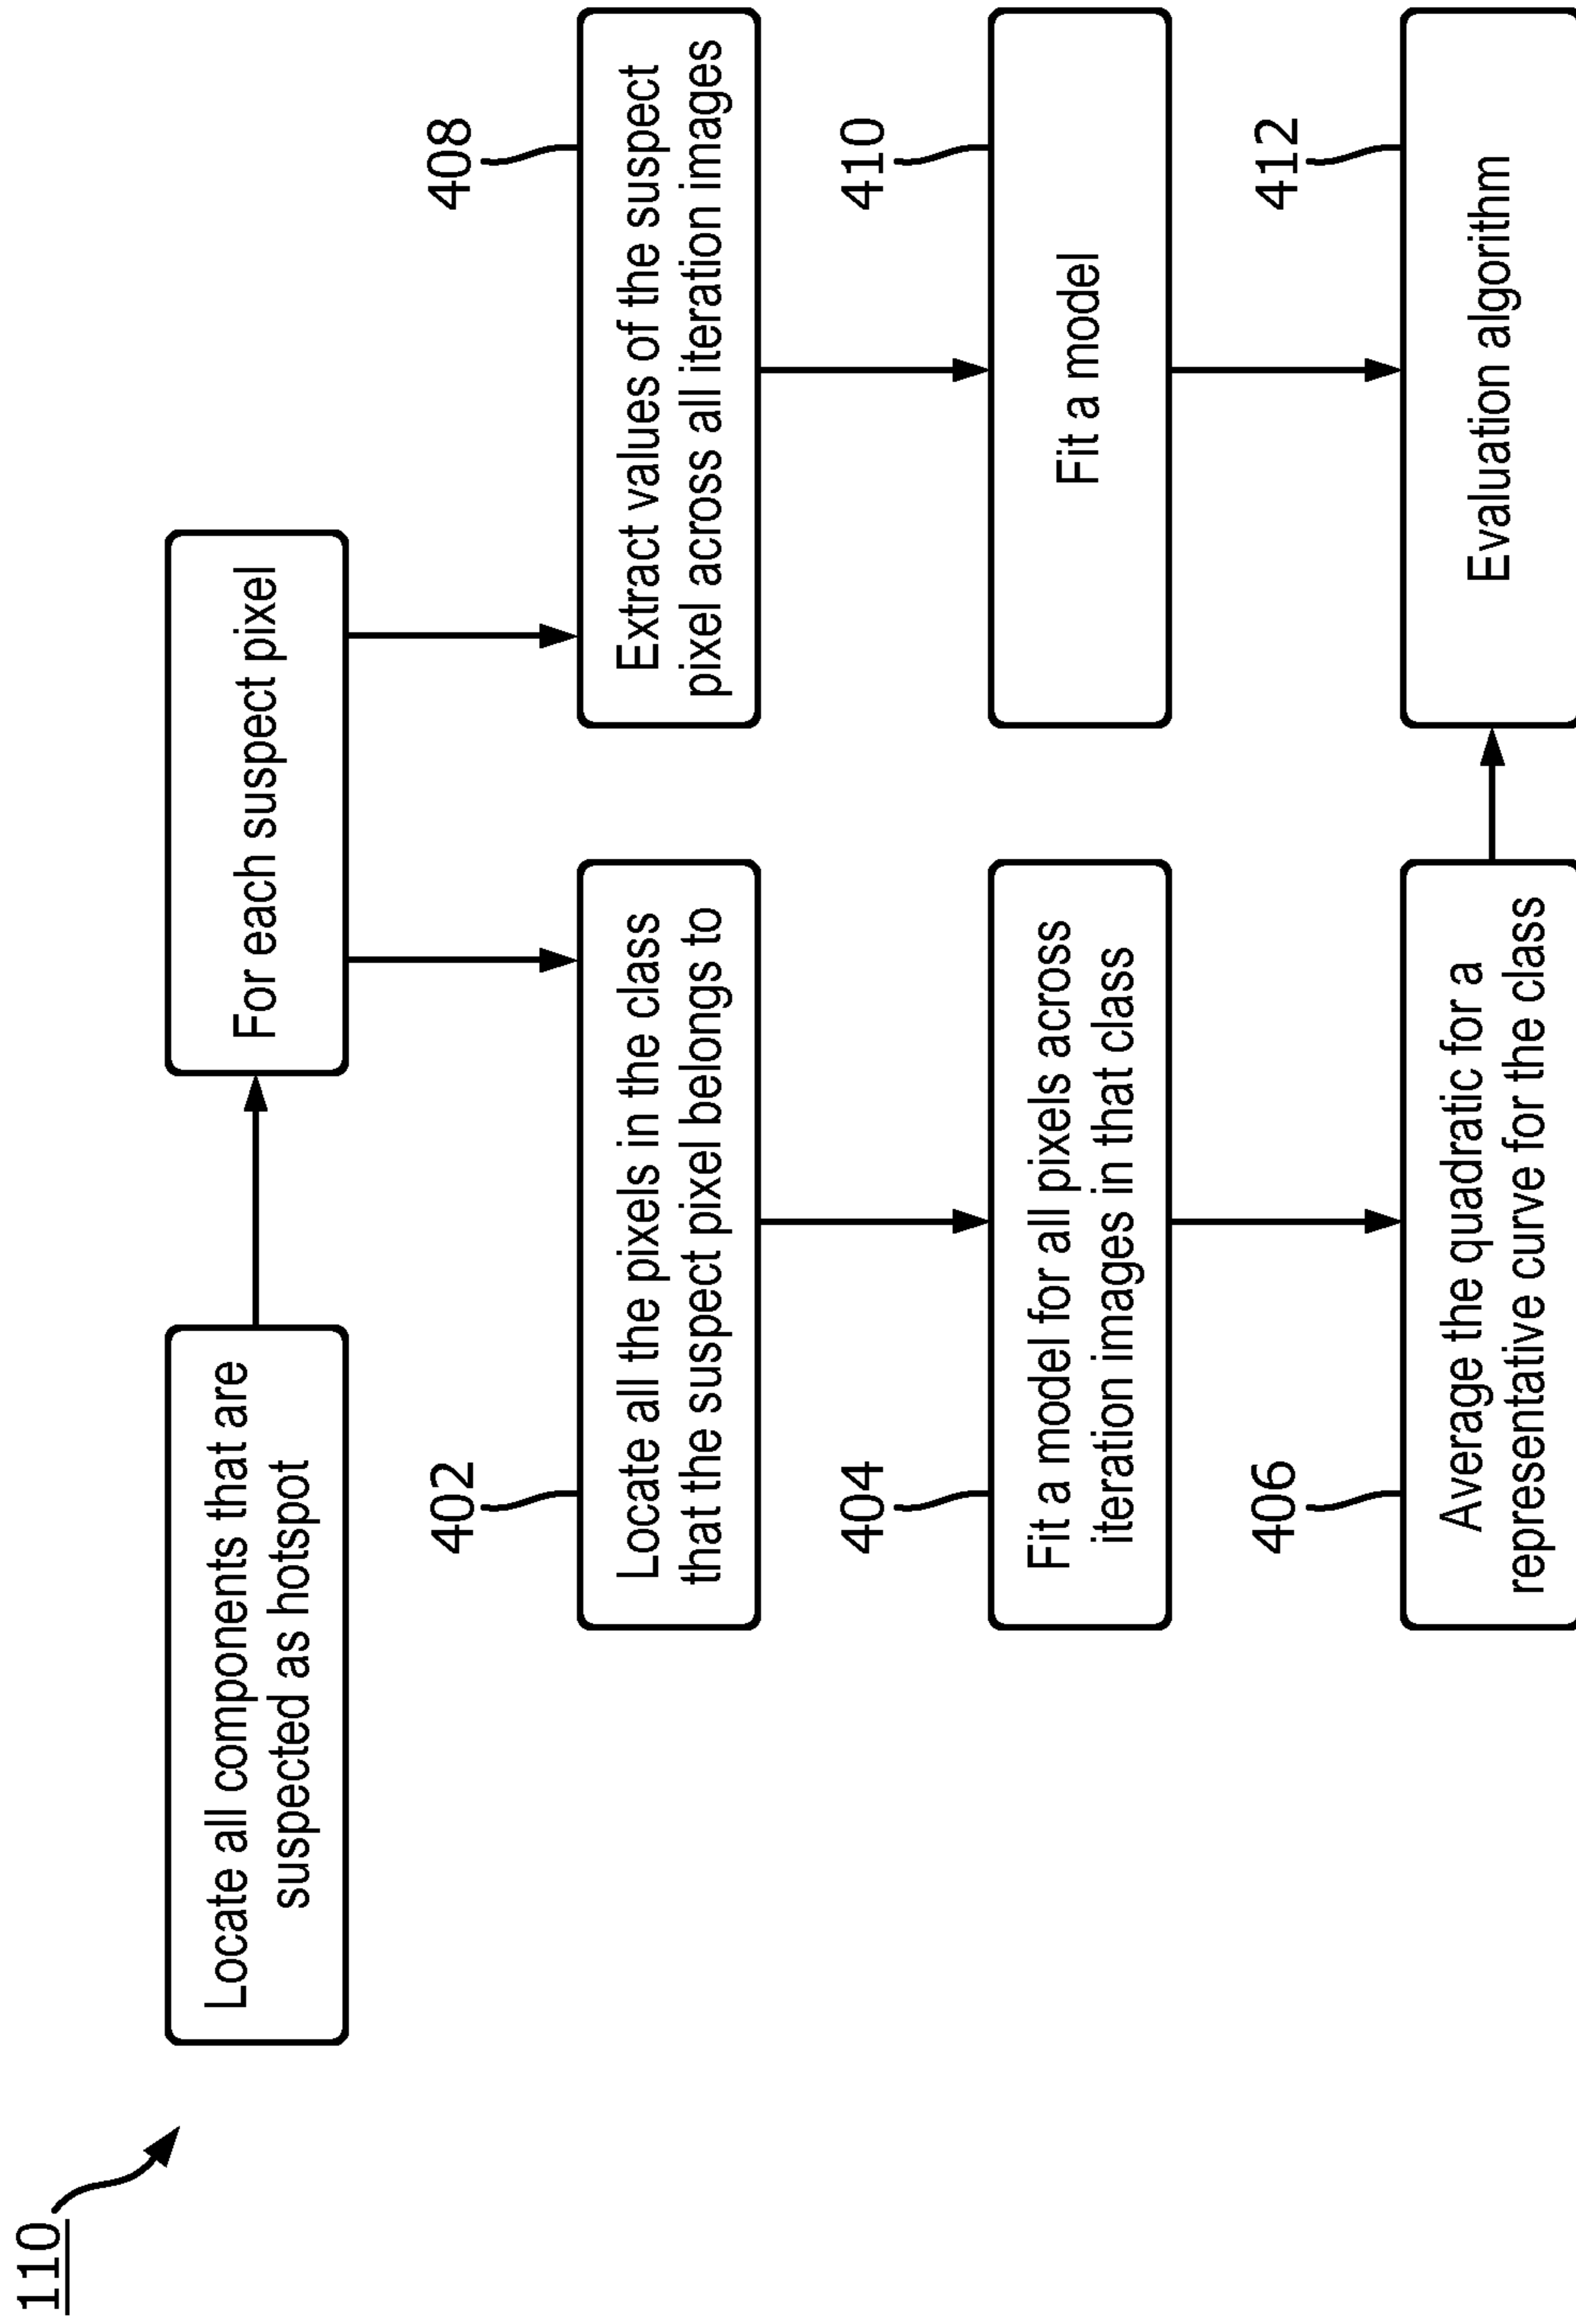 110
Locate all components that are
suspected as hotspot
For each suspect pixel
402
Locate all the pixels in the class
that the suspect pixel belongs to
404
Fit a model for all pixels across
iteration images in that class
406
Average the quadratic for a
representative curve for the class
408
Extract values of the suspect
pixel across all iteration images
410
Fit a model
412
Evaluation algorithm